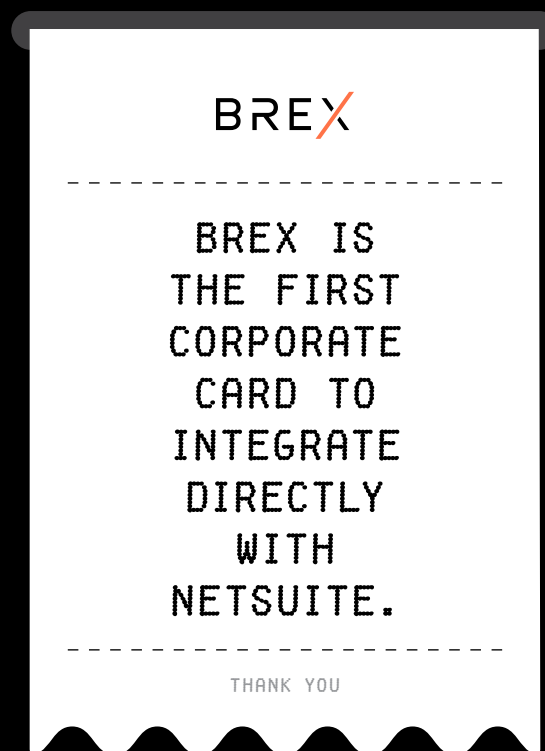 BREX
BREX IS
THE FIRST
CORPORATE
CARD TO
INTEGRATE
DIRECTLY
WITH
NETSUITE.
THANK YOU